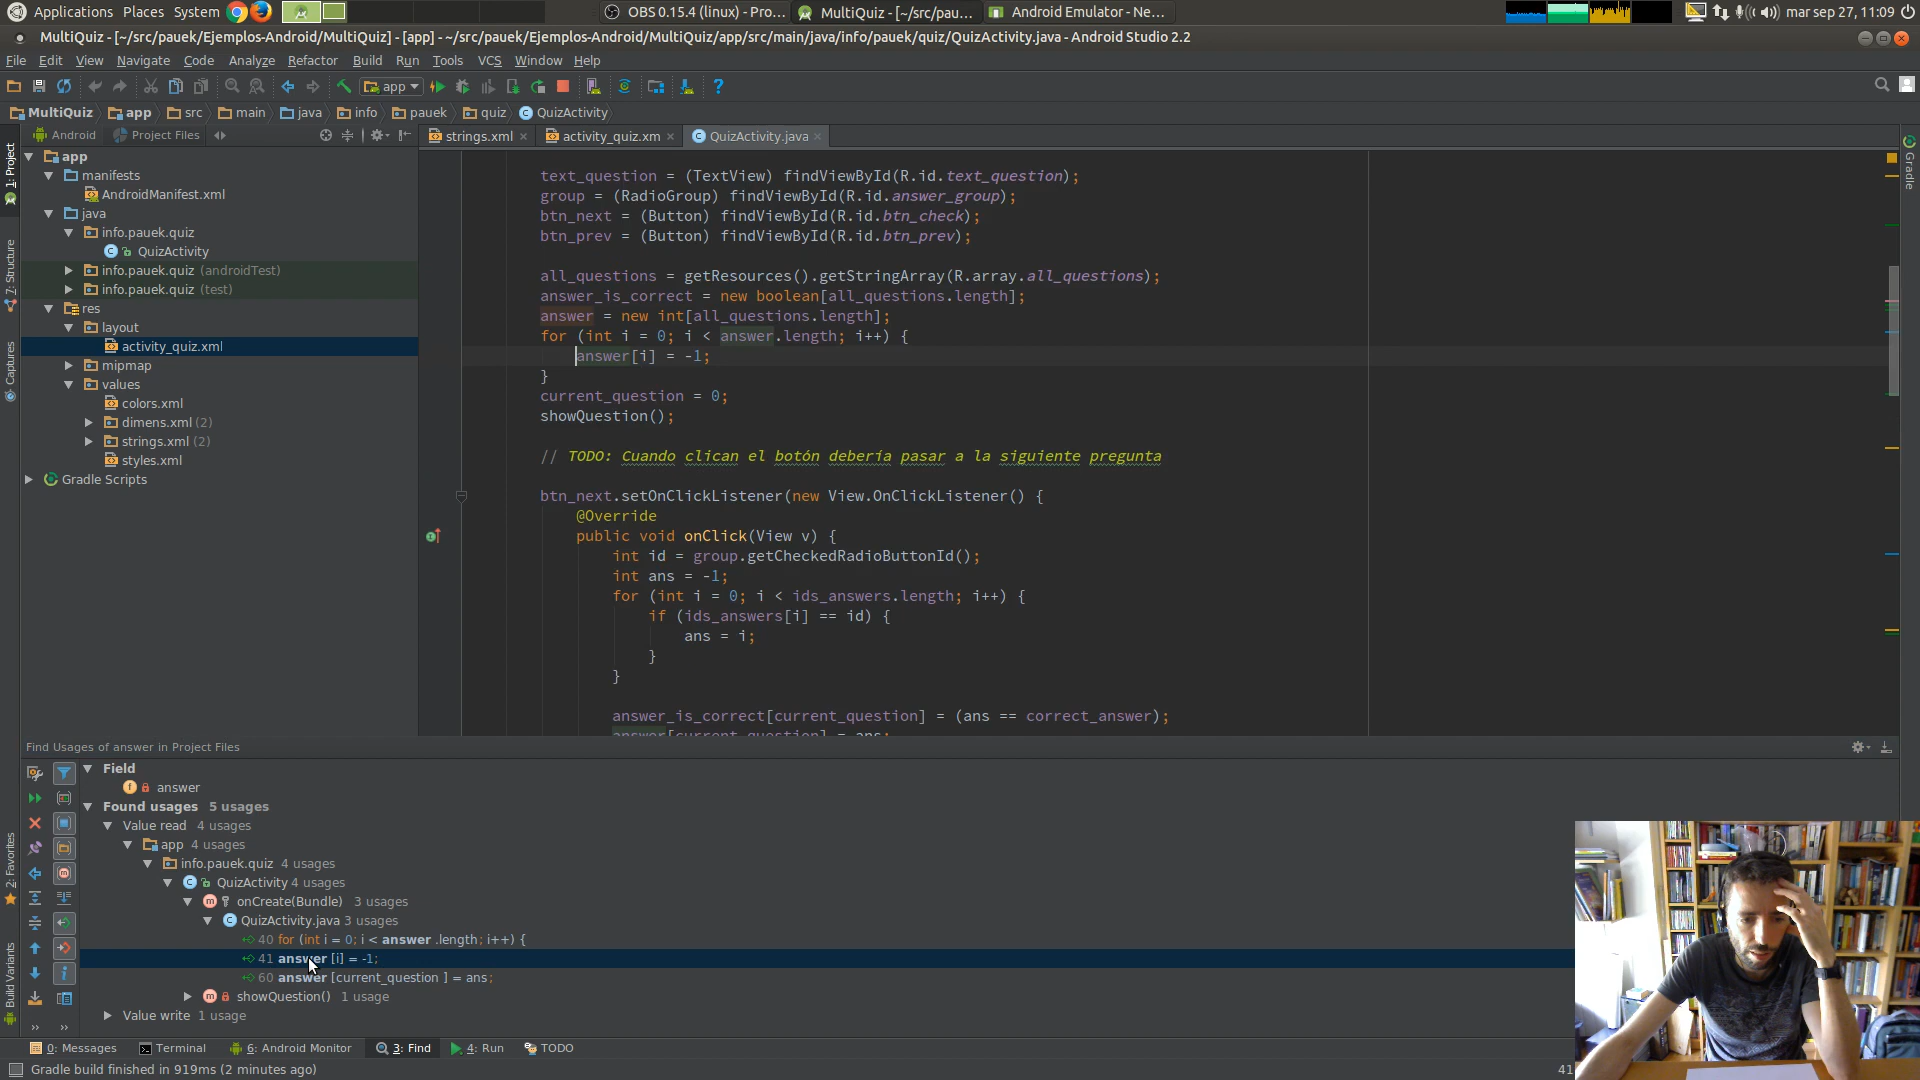 Applications Places System OBS 0.15.4 (linux) - Pro... MultiQuiz - [~/src/pau... Android Emulator - Ne... mar sep 27, 11:09
MultiQuiz - [~/src/pauek/Ejemplos-Android/MultiQuiz] - [app] - ~/src/pauek/Ejemplos-Android/MultiQuiz/app/src/main/java/info/pauek/quiz/QuizActivity.java - Android Studio 2.2
File Edit View Navigate Code Analyze Refactor Build Run Tools VCS Window Help
app
MultiQuiz app src main java info pauek quiz QuizActivity
Android Project Files strings.xml activity_quiz.xm QuizActivity.java
1: Project
7: Structure
Captures
2: Favorites
Build Variants
Gradle
app
manifests
AndroidManifest.xml
java
info.pauek.quiz
QuizActivity
info.pauek.quiz (androidTest)
info.pauek.quiz (test)
res
layout
activity_quiz.xml
mipmap
values
colors.xml
dimens.xml (2)
strings.xml (2)
styles.xml
Gradle Scripts
text_question = (TextView) findViewById(R.id.text_question);
group = (RadioGroup) findViewById(R.id.answer_group);
btn_next = (Button) findViewById(R.id.btn_check);
btn_prev = (Button) findViewById(R.id.btn_prev);
all_questions = getResources().getStringArray(R.array.all_questions);
answer_is_correct = new boolean[all_questions.length];
answer = new int[all_questions.length];
for (int i = 0; i < answer.length; i++) {
answer[i] = -1;
}
current_question = 0;
showQuestion();
// TODO: Cuando clican el botón debería pasar a la siguiente pregunta
btn_next.setOnClickListener(new View.OnClickListener() {
@Override
public void onClick(View v) {
int id = group.getCheckedRadioButtonId();
int ans = -1;
for (int i = 0; i < ids_answers.length; i++) {
if (ids_answers[i] == id) {
ans = i;
}
}
answer_is_correct[current_question] = (ans == correct_answer);
answer[current_question] = ans;
Find Usages of answer in Project Files
Field
answer
Found usages 5 usages
Value read 4 usages
app 4 usages
info.pauek.quiz 4 usages
QuizActivity 4 usages
onCreate(Bundle) 3 usages
QuizActivity.java 3 usages
40 for (int i = 0; i < answer .length; i++) {
41 answer [i] = -1;
60 answer [current_question ] = ans;
showQuestion() 1 usage
Value write 1 usage
0: Messages Terminal 6: Android Monitor 3: Find 4: Run TODO
Gradle build finished in 919ms (2 minutes ago) 41